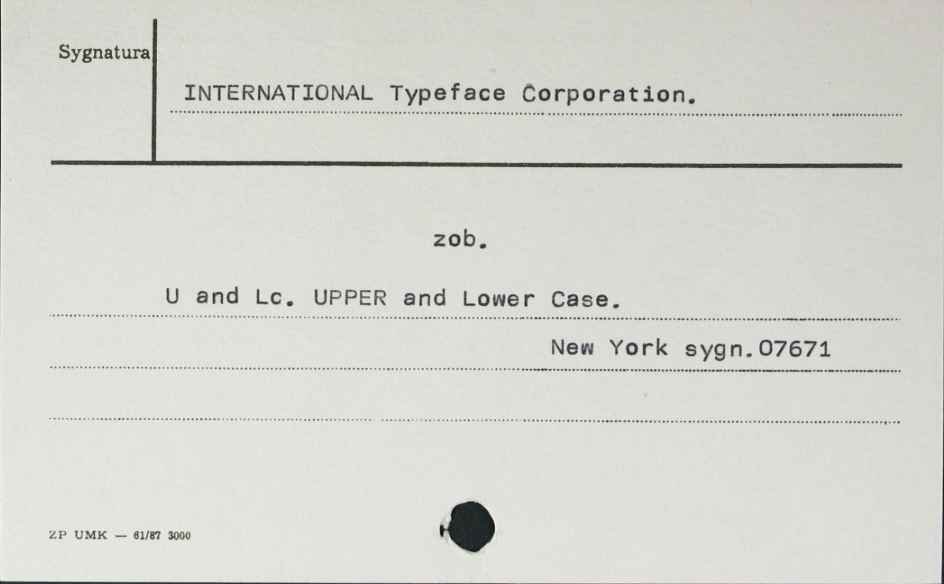 Sygnatura
INTERNATIONAL Typeface Corporation.
zob.
U and Lc. UPPER and Lower Case.
New York sygn.07671
ZP UMK — 61/87 3000